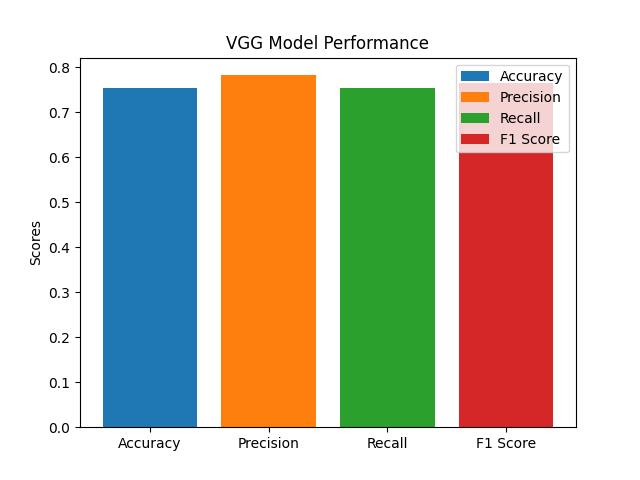 VGG Model Performance
Accuracy
Precision
Recall
F1 Score
Scores
0.8
0.7
0.6
0.5
0.4
0.3
0.2
0.1
0.0
Accuracy Precision Recall F1 Score